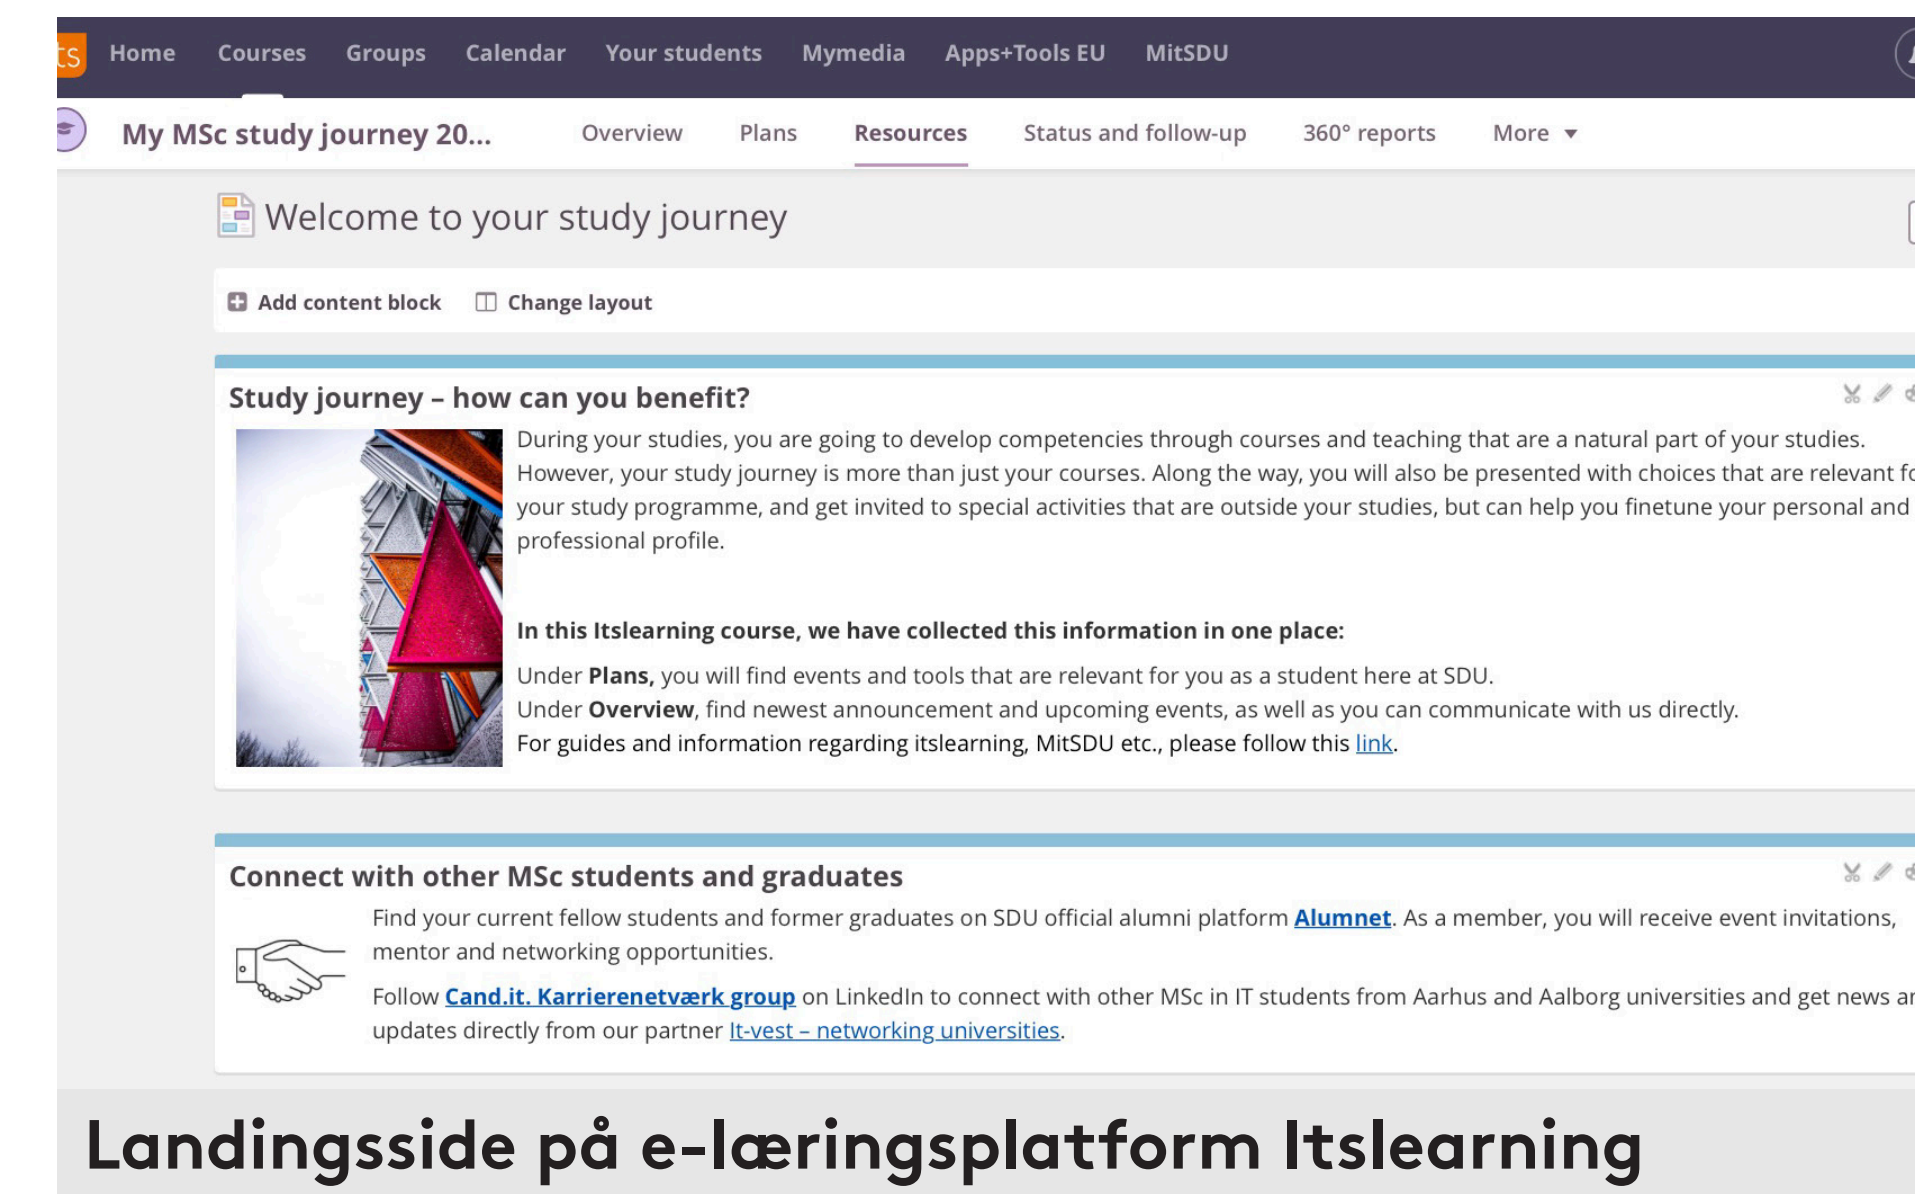 ts Home Courses Groups Calendar Your students Mymedia Apps+Tools EU MitSDU
My MSc study journey 20... Overview Plans Resources Status and follow-up 360° reports More
Welcome to your study journey
Add content block Change layout
Study journey – how can you benefit?
During your studies, you are going to develop competencies through courses and teaching that are a natural part of your studies.
However, your study journey is more than just your courses. Along the way, you will also be presented with choices that are relevant fo
your study programme, and get invited to special activities that are outside your studies, but can help you finetune your personal and
professional profile.
In this Itslearning course, we have collected this information in one place:
Under Plans, you will find events and tools that are relevant for you as a student here at SDU.
Under Overview, find newest announcement and upcoming events, as well as you can communicate with us directly.
For guides and information regarding itslearning, MitSDU etc., please follow this link.
Connect with other MSc students and graduates
Find your current fellow students and former graduates on SDU official alumni platform Alumnet. As a member, you will receive event invitations,
mentor and networking opportunities.
Follow Cand.it. Karrierenetværk group on LinkedIn to connect with other MSc in IT students from Aarhus and Aalborg universities and get news an
updates directly from our partner It-vest – networking universities.
Landingsside på e-læringsplatform Itslearning